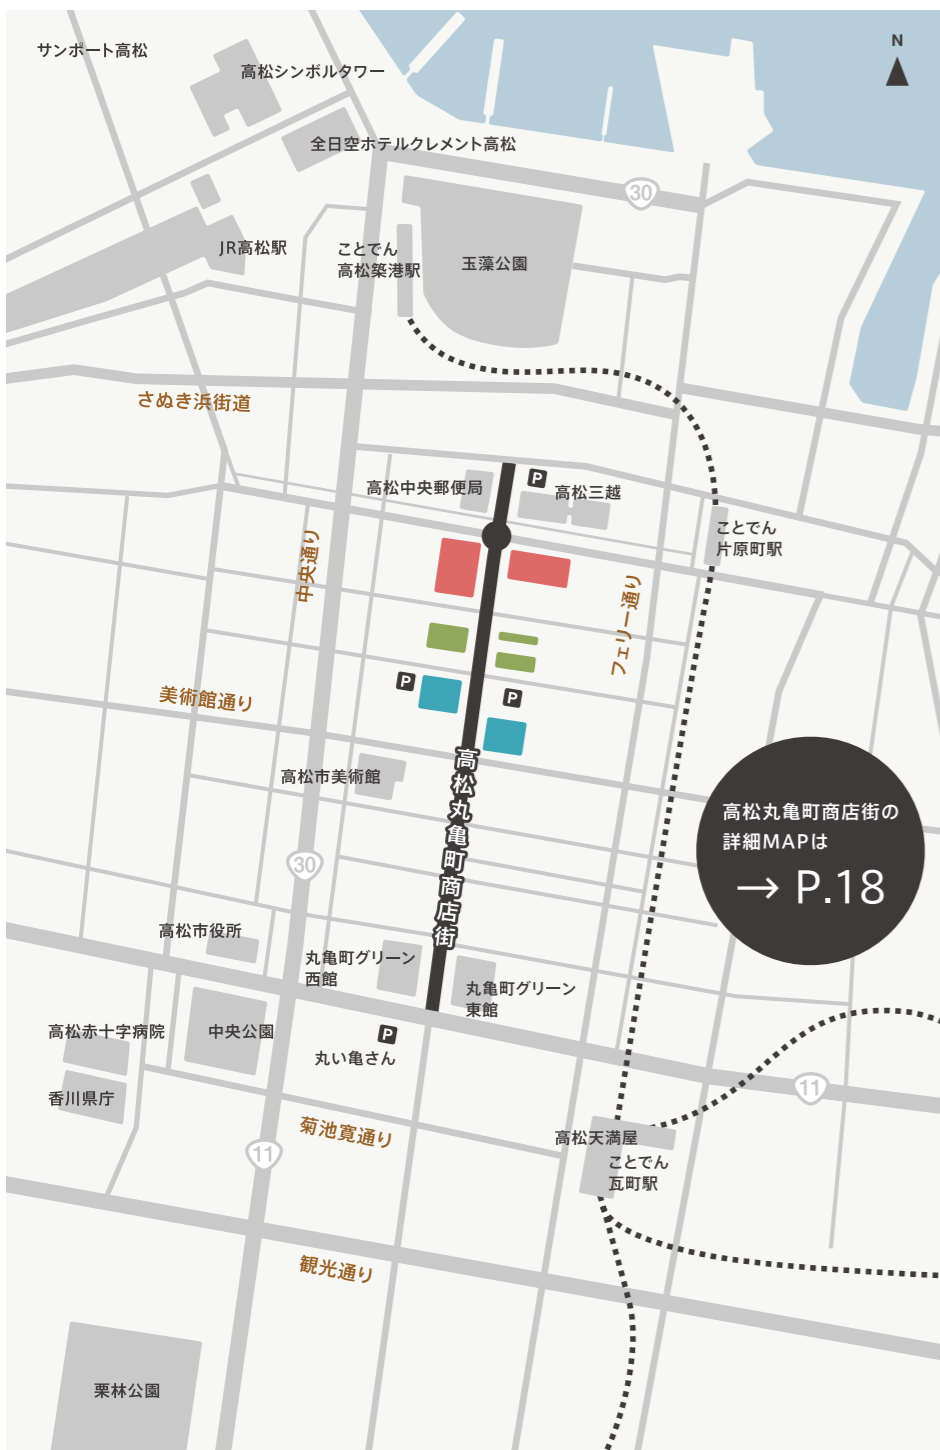 サンポート高松
高松シンボルタワー
N
全日空ホテルクレメント高松
30
JR高松駅
ことでん
高松築港駅
玉藻公園
さぬき浜街道
高松中央郵便局
P
高松三越
ことでん
片原町駅
中央通り
フェリー通り
P
P
美術館通り
高松市美術館
高松丸亀町商店街
高松丸亀町商店街の
詳細MAPは
→ P.18
30
高松市役所
丸亀町グリーン
西館
丸亀町グリーン
東館
高松赤十字病院
中央公園
P
丸い亀さん
香川県庁
11
菊池寛通り
11
高松天満屋
ことでん
瓦町駅
観光通り
栗林公園